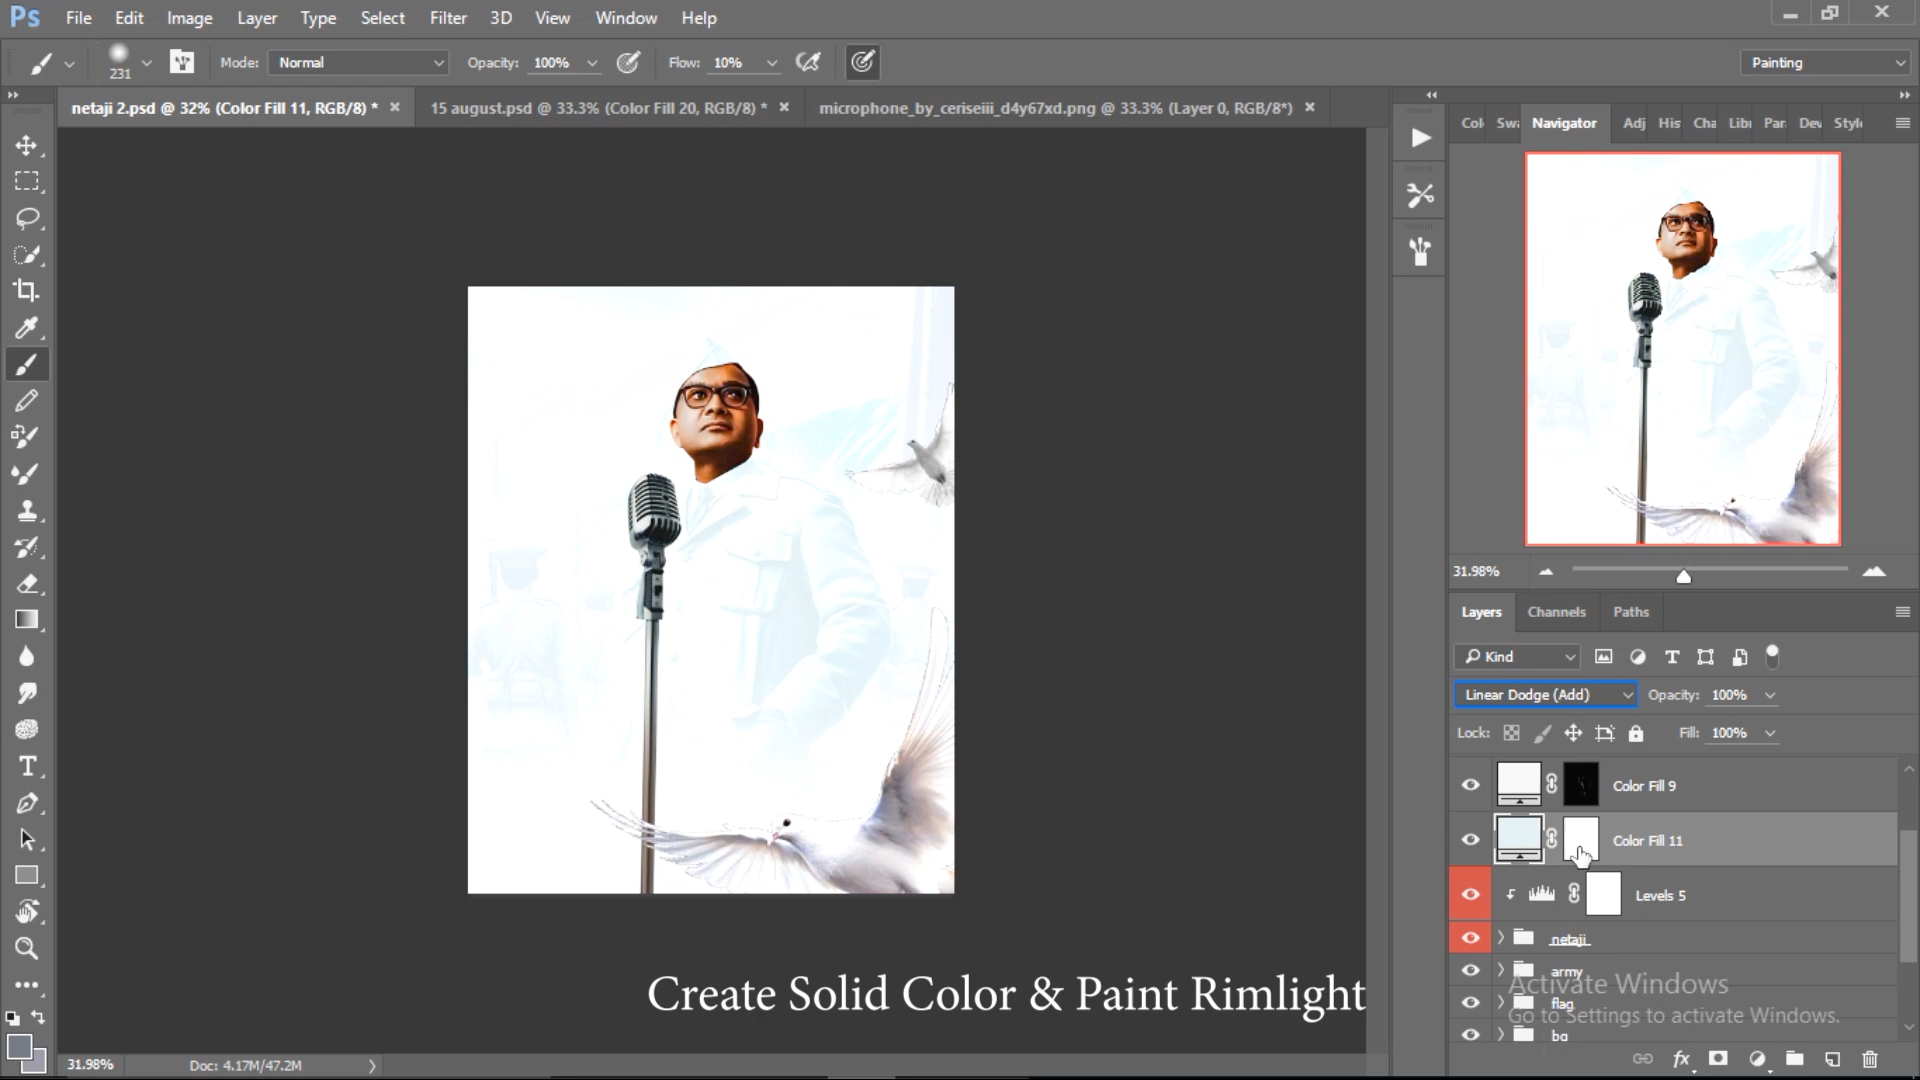 Ps File Edit Image Layer Type Select Filter 3D View Window Help
231 Mode: Normal Opacity: 100% Flow: 10% Painting
netaji 2.psd @ 32% (Color Fill 11, RGB/8) * × 15 august.psd @ 33.3% (Color Fill 20, RGB/8) * × microphone_by_ceriseiii_d4y67xd.png @ 33.3% (Layer 0, RGB/8*) ×
Col Swa Navigator Adj His Cha Libr Par Dev Style
31.98%
Layers Channels Paths
Kind
Linear Dodge (Add) Opacity: 100%
Lock: Fill: 100%
Color Fill 9
Color Fill 11
Levels 5
netaji
army
flag
bg
Activate Windows
Go to Settings to activate Windows.
Create Solid Color & Paint Rimlight
31.98% Doc: 4.17M/47.2M
fx